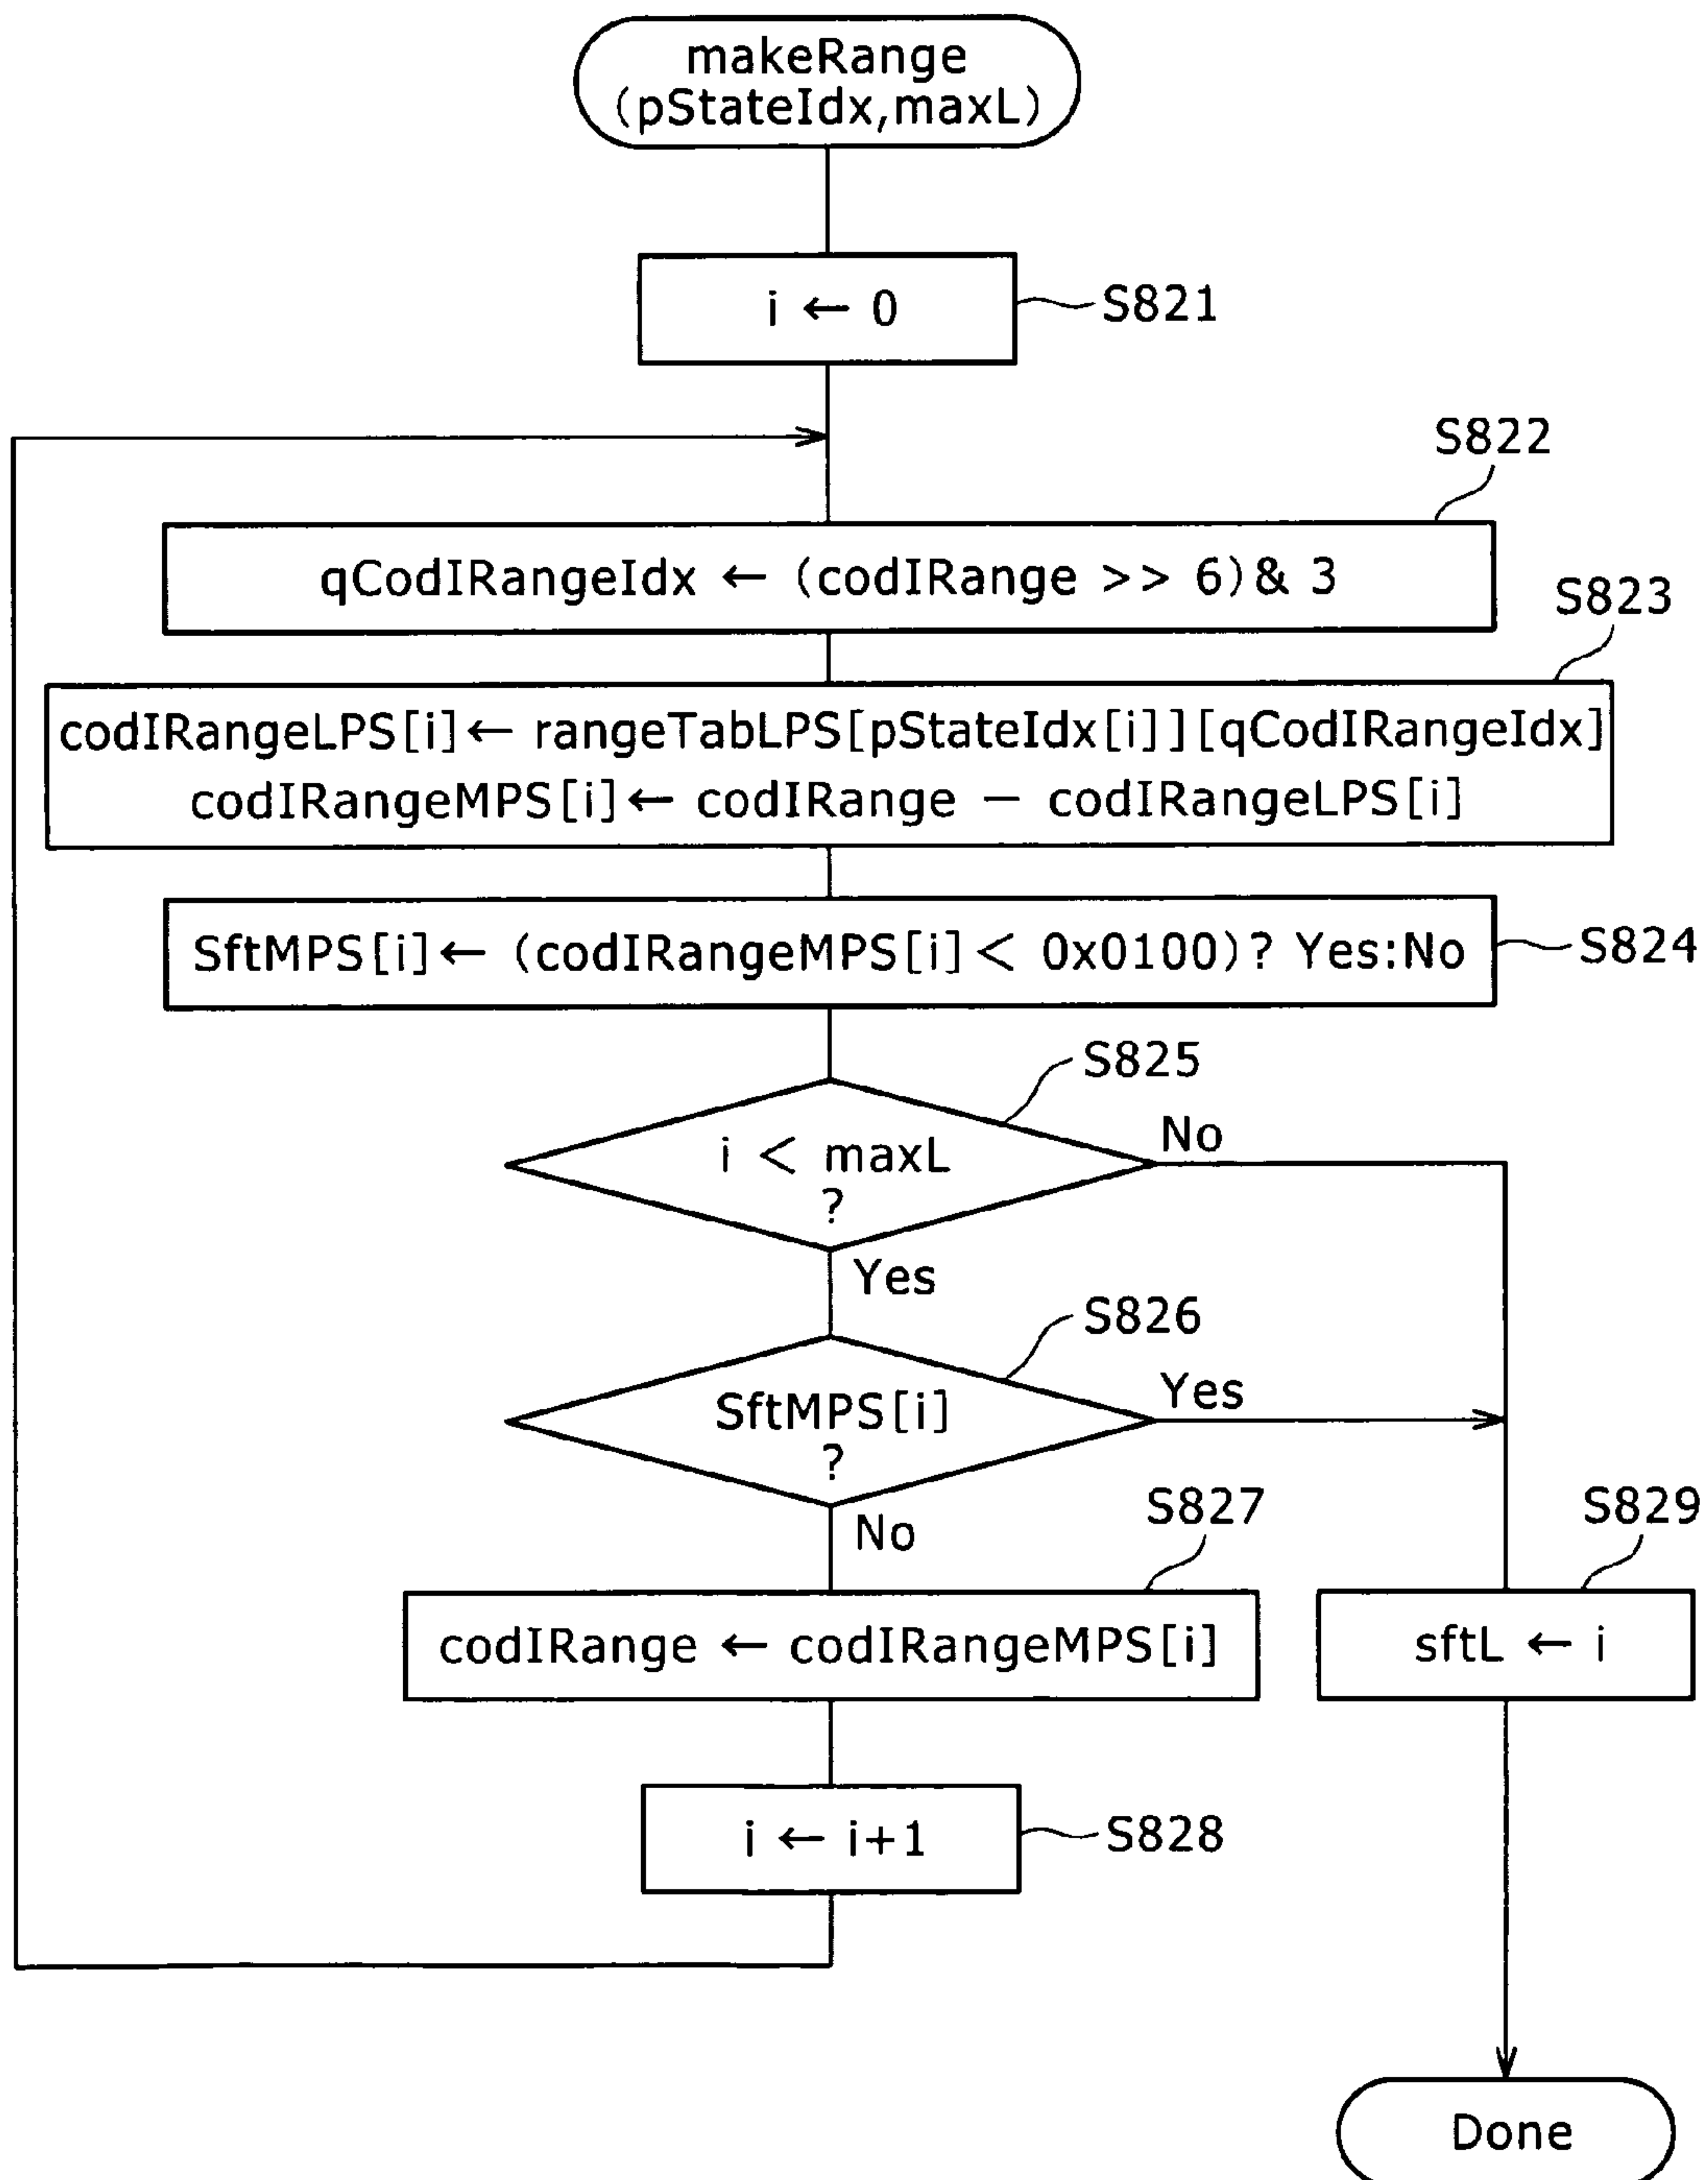 makeRange
(pStateIdx,maxL)
i ← 0
S821
S822
qCodIRangeIdx ← (codIRange >> 6)& 3
S823
codIRangeLPS[i]← rangeTabLPS[pStateIdx[i]][qCodIRangeIdx]
codIRangeMPS[i]← codIRange − codIRangeLPS[i]
SftMPS[i]← (codIRangeMPS[i]< 0x0100)? Yes:No
S824
S825
i < maxL
?
No
Yes
S826
SftMPS[i]
?
Yes
No
S827
codIRange ← codIRangeMPS[i]
S829
sftL ← i
i ← i+1
S828
Done